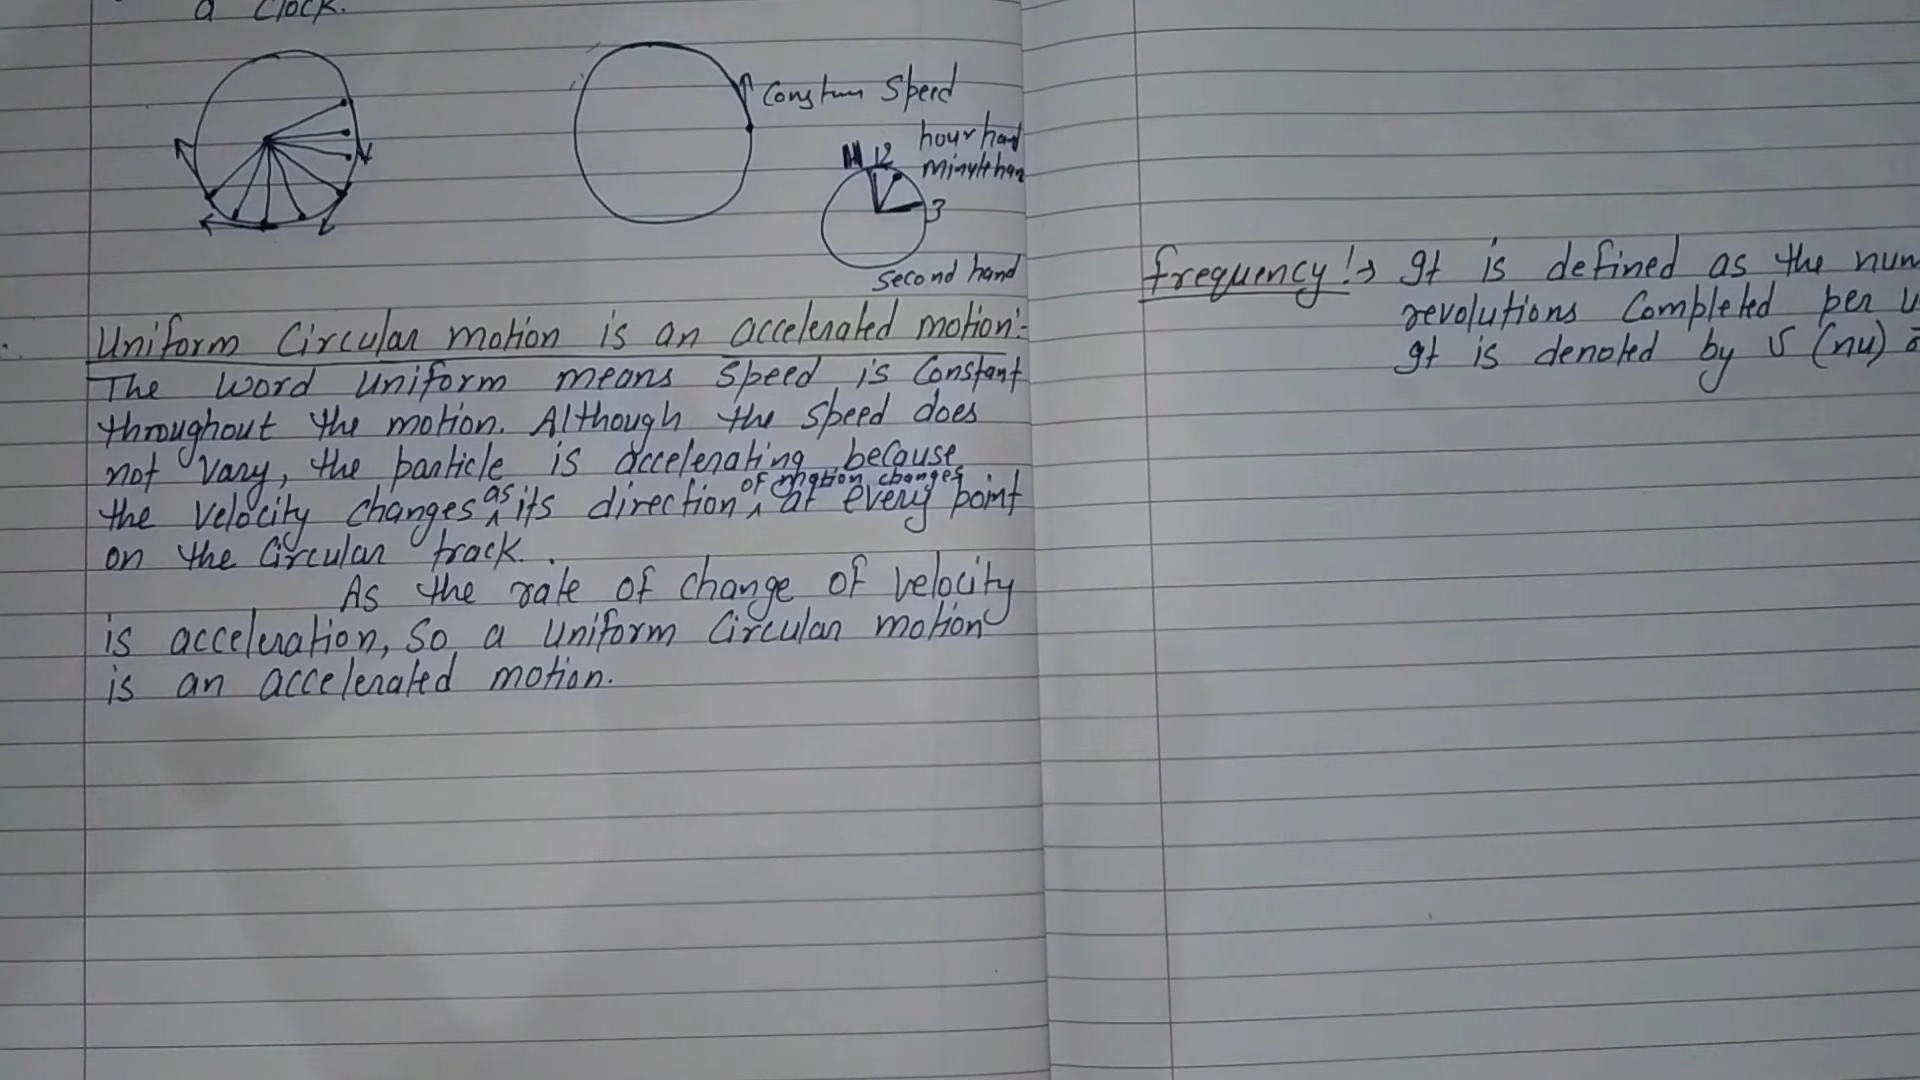 a clock.
Constan Speed
hour hand
minute han
12
3
Second hand
Uniform Circular motion is an accelerated motion:-
The word uniform means speed is Constant
throughout the motion. Although the speed does
not vary, the particle is accelerating because
of motion changes
the velocity changes as its direction at every point
on the Circular track.
As the rate of change of velocity
is acceleration, So a Uniform Circular motion
is an accelerated motion.
frequency :→ It is defined as the num
revolutions Completed per u
It is denoted by υ (nu)